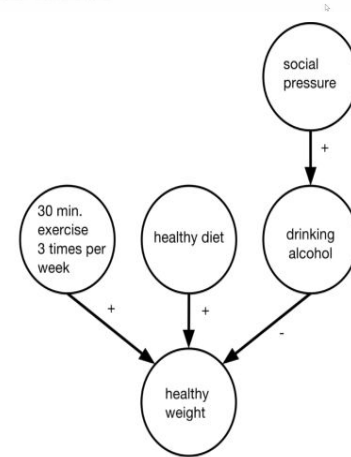 social
pressure
+
30 min.
exercise
3 times per
week
healthy diet
drinking
alcohol
+
+
-
healthy
weight